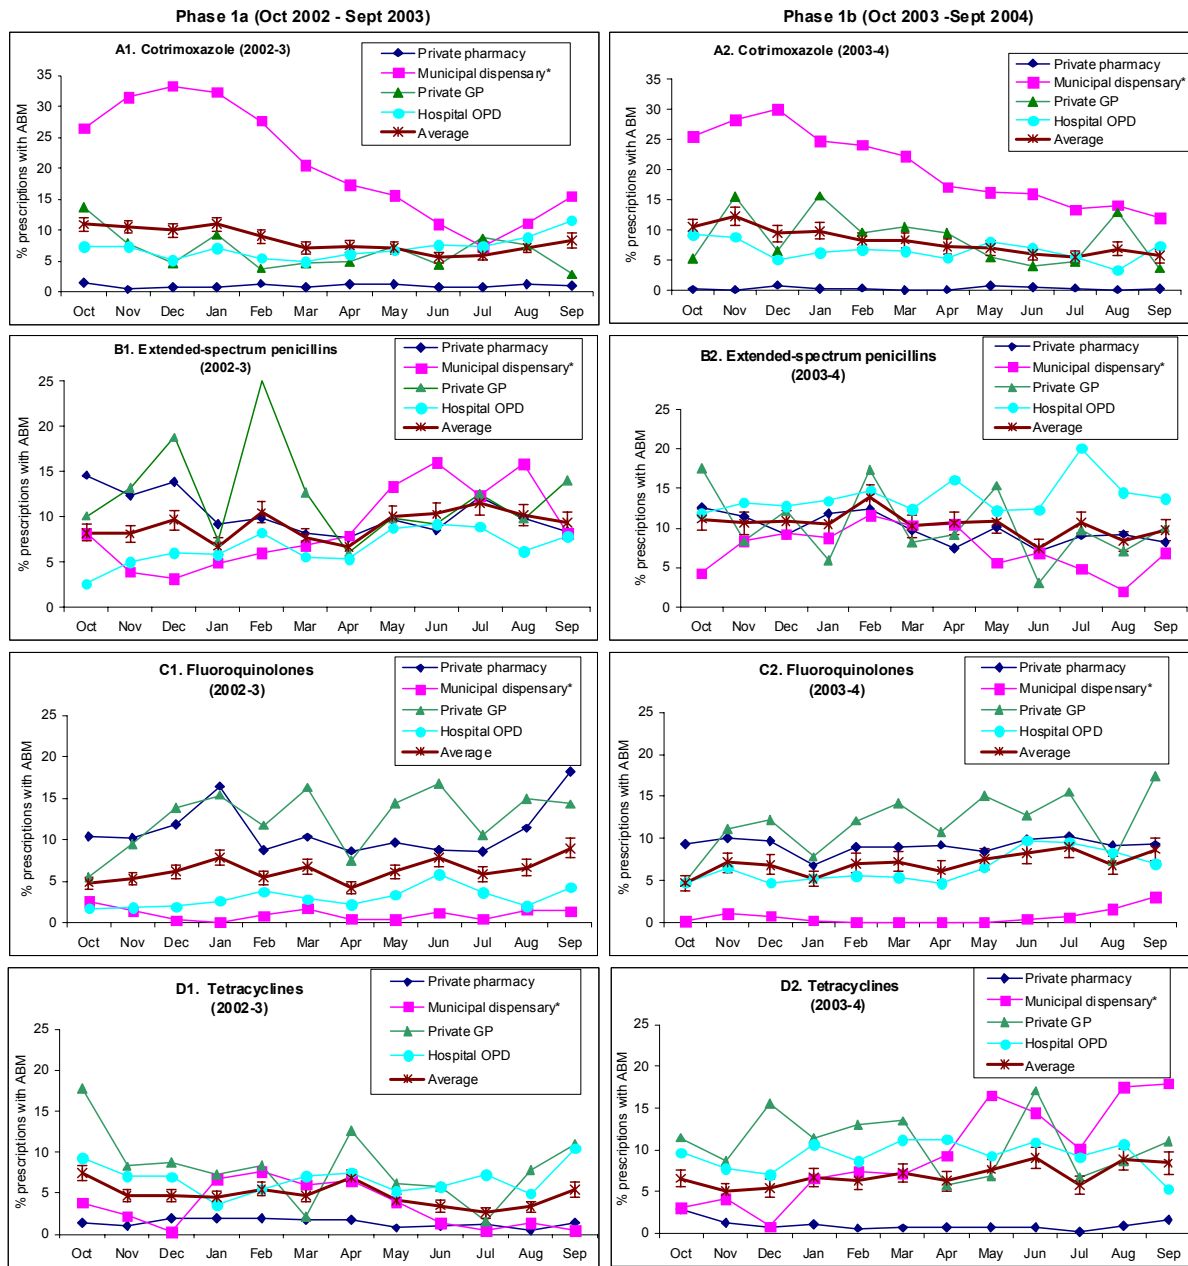 Phase 1a (Oct 2002 - Sept 2003)
Phase 1b (Oct 2003 -Sept 2004)
A1. Cotrimoxazole (2002-3)
Private pharmacy
Municipal dispensary*
Private GP
Hospital OPD
Average
% prescriptions with ABM
35
30
25
20
15
10
5
0
Oct Nov Dec Jan Feb Mar Apr May Jun Jul Aug Sep
A2. Cotrimoxazole (2003-4)
Private pharmacy
Municipal dispensary*
Private GP
Hospital OPD
Average
% prescriptions with ABM
35
30
25
20
15
10
5
0
Oct Nov Dec Jan Feb Mar Apr May Jun Jul Aug Sep
B1. Extended-spectrum penicillins
(2002-3)
Private pharmacy
Municipal dispensary*
Private GP
Hospital OPD
Average
% prescriptions with ABM
25
20
15
10
5
0
Oct Nov Dec Jan Feb Mar Apr May Jun Jul Aug Sep
B2. Extended-spectrum penicillins
(2003-4)
Private pharmacy
Municipal dispensary*
Private GP
Hospital OPD
Average
% prescriptions with ABM
25
20
15
10
5
0
Oct Nov Dec Jan Feb Mar Apr May Jun Jul Aug Sep
C1. Fluoroquinolones
(2002-3)
Private pharmacy
Municipal dispensary*
Private GP
Hospital OPD
Average
% prescriptions with ABM
25
20
15
10
5
0
Oct Nov Dec Jan Feb Mar Apr May Jun Jul Aug Sep
C2. Fluoroquinolones
(2003-4)
Private pharmacy
Municipal dispensary*
Private GP
Hospital OPD
Average
% prescriptions with ABM
25
20
15
10
5
0
Oct Nov Dec Jan Feb Mar Apr May Jun Jul Aug Sep
D1. Tetracyclines
(2002-3)
Private pharmacy
Municipal dispensary*
Private GP
Hospital OPD
Average
% prescriptions with ABM
25
20
15
10
5
0
Oct Nov Dec Jan Feb Mar Apr May Jun Jul Aug Sep
D2. Tetracyclines
(2003-4)
Private pharmacy
Municipal dispensary*
Private GP
Hospital OPD
Average
% prescriptions with ABM
25
20
15
10
5
0
Oct Nov Dec Jan Feb Mar Apr May Jun Jul Aug Sep